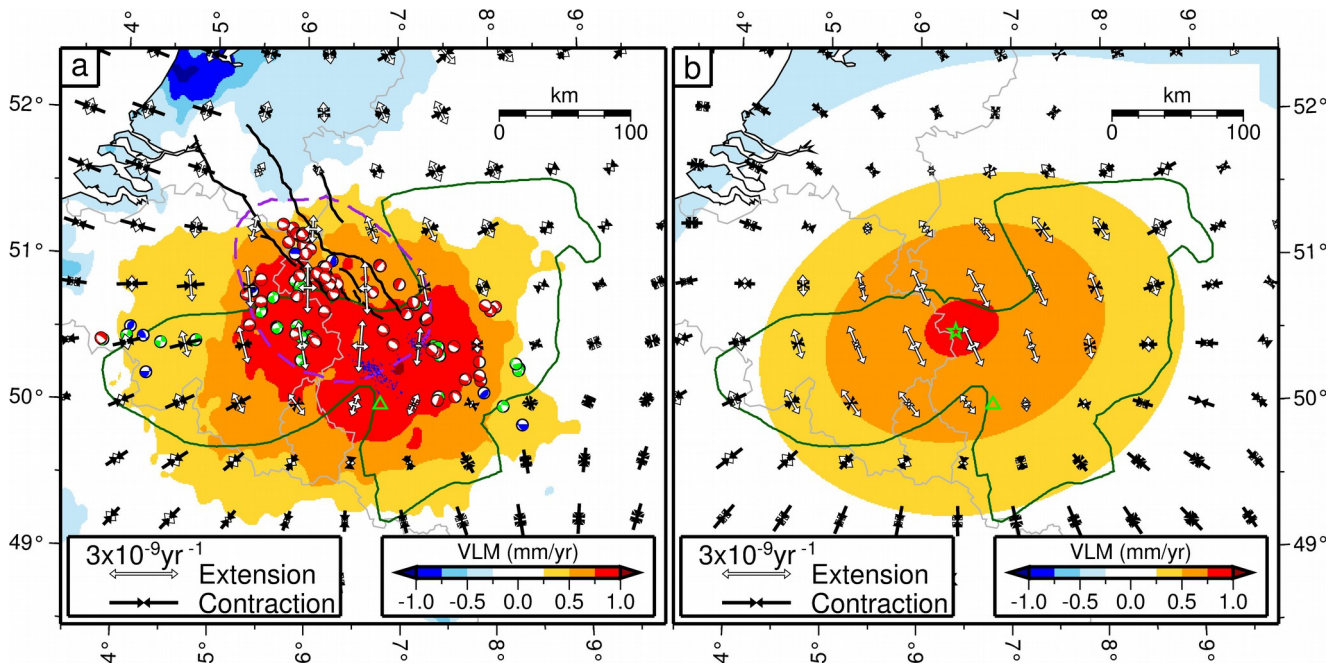 4° 5° 6° 7° 8° 9° 4° 5° 6° 7° 8° 9°
a b
km km
52° 0 100 0 100 52°
51° 51°
50° 50°
49° 49°
3x10⁻⁹yr⁻¹ VLM (mm/yr) 3x10⁻⁹yr⁻¹ VLM (mm/yr)
Extension Extension
Contraction -1.0 -0.5 0.0 0.5 1.0 Contraction -1.0 -0.5 0.0 0.5 1.0
4° 5° 6° 7° 8° 9° 4° 5° 6° 7° 8° 9°